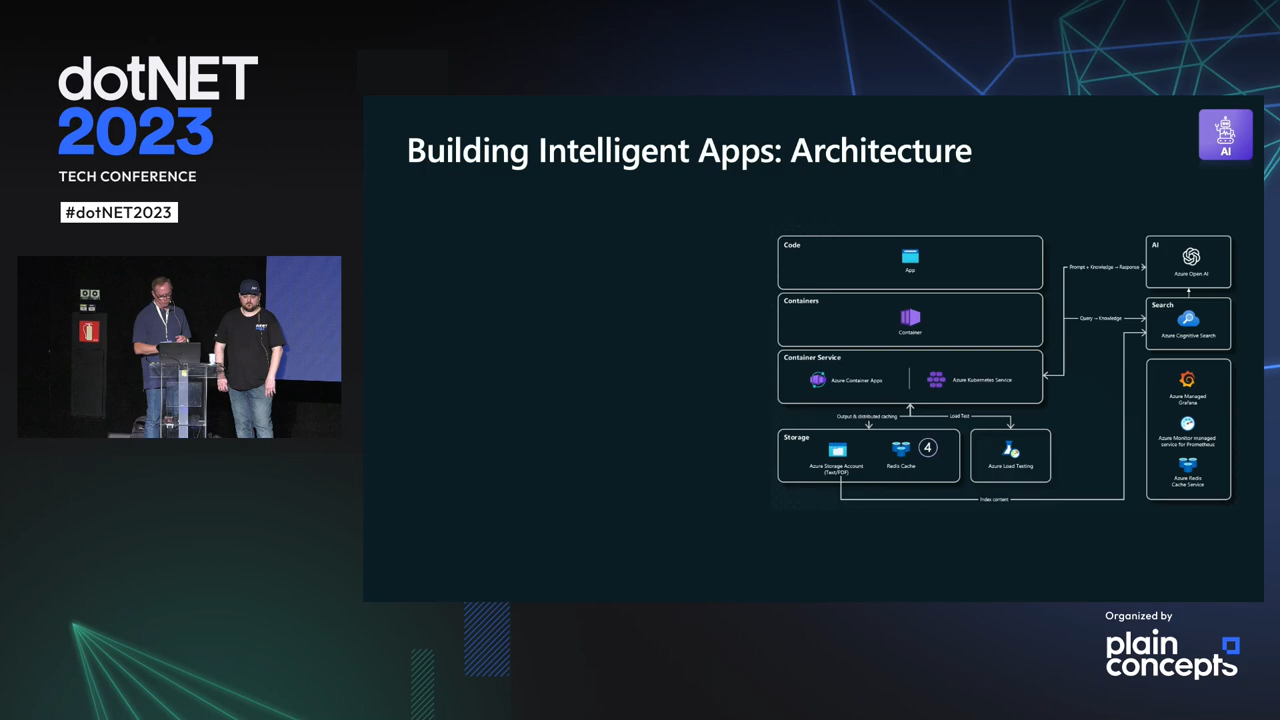 dotNET
2023
TECH CONFERENCE
#dotNET2023
Building Intelligent Apps: Architecture
AI
Code
App
Containers
Container
Container Service
Azure Container Apps
Azure Kubernetes Service
Output & distributed caching
Load Test
Storage
Azure Storage Account
(Text/PDF)
Redis Cache
4
Azure Load Testing
Index content
Prompt + Knowledge → Response
Query → Knowledge
AI
Azure Open AI
Search
Azure Cognitive Search
Azure Managed
Grafana
Azure Monitor managed
service for Prometheus
Azure Redis
Cache Service
Organized by
plain
concepts